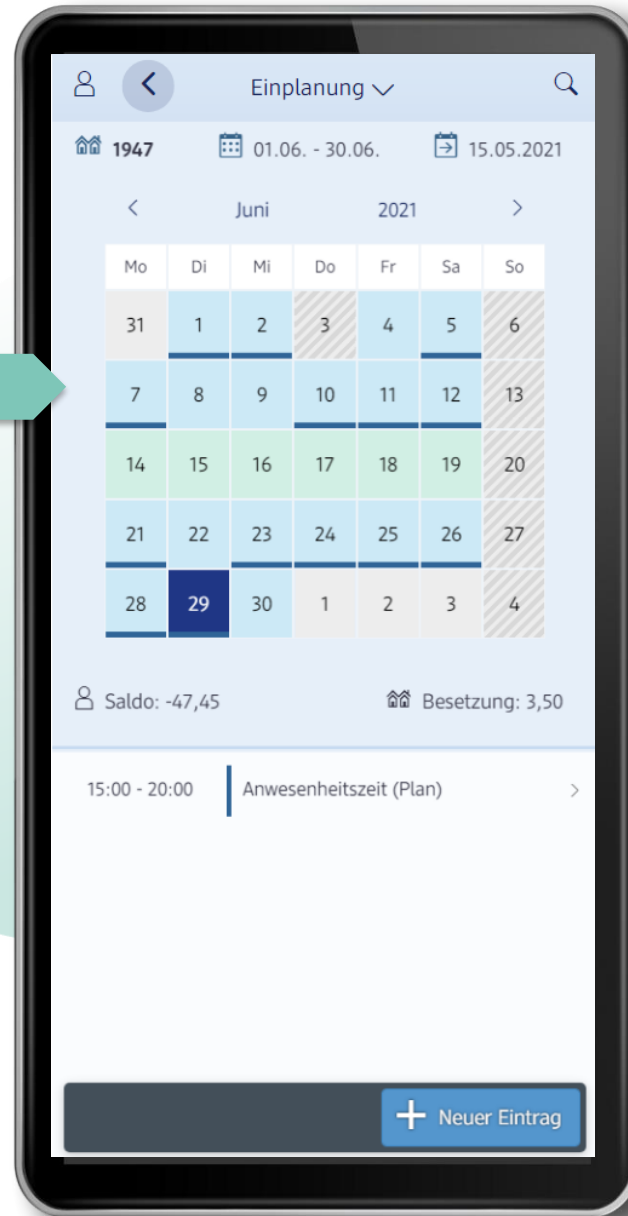 Einplanung
1947 01.06. - 30.06. 15.05.2021
Juni 2021
Mo Di Mi Do Fr Sa So
31 1 2 3 4 5 6
7 8 9 10 11 12 13
14 15 16 17 18 19 20
21 22 23 24 25 26 27
28 29 30 1 2 3 4
Saldo: -47,45 Besetzung: 3,50
15:00 - 20:00 Anwesenheitszeit (Plan)
Neuer Eintrag